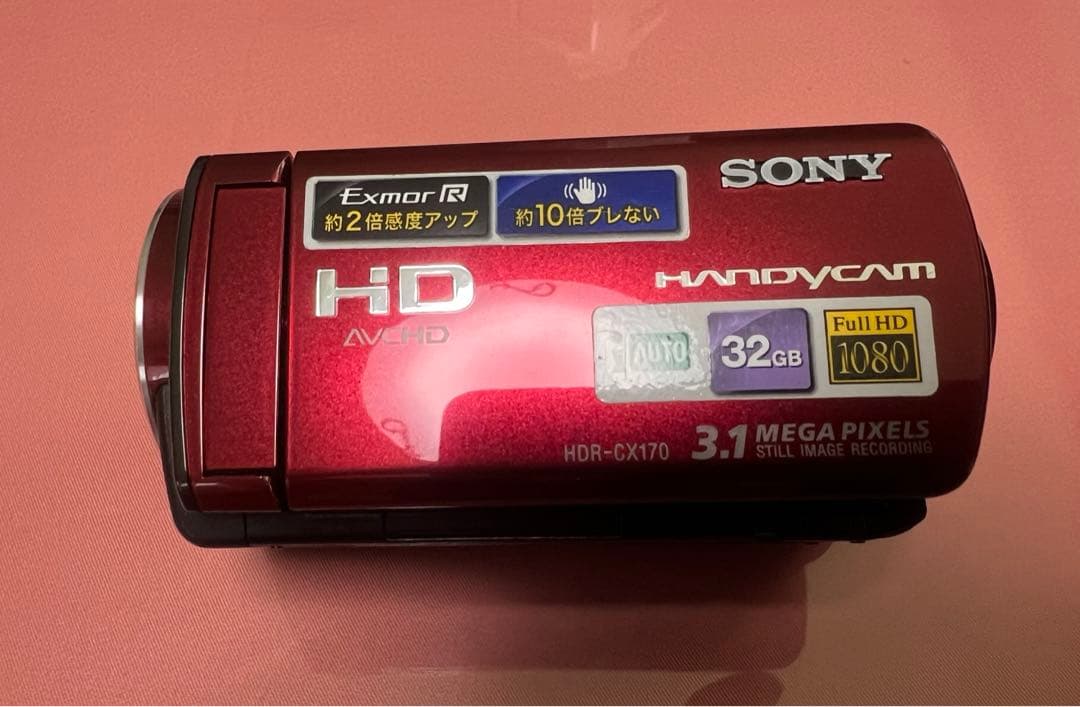 SONY
Exmor R
約2倍感度アップ
約10倍ブレない
HD
AVCHD
HANDYCAM
AUTO
32GB
Full HD
1080
HDR-CX170
3.1 MEGA PIXELS
STILL IMAGE RECORDING